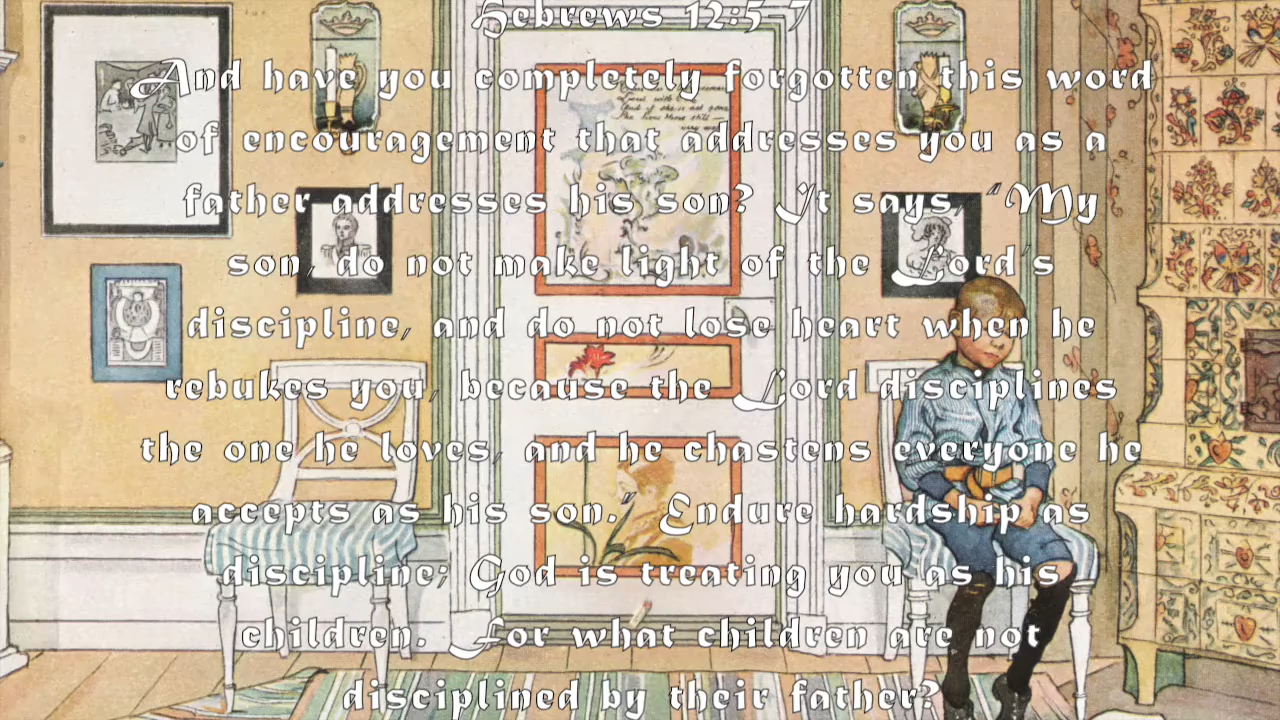 Hebrews 12:5-7
And have you completely forgotten this word
of encouragement that addresses you as a
father addresses his son? It says, "My
son, do not make light of the Lord's
discipline, and do not lose heart when he
rebukes you, because the Lord disciplines
the one he loves, and he chastens everyone he
accepts as his son." Endure hardship as
discipline; God is treating you as his
children. For what children are not
disciplined by their father?